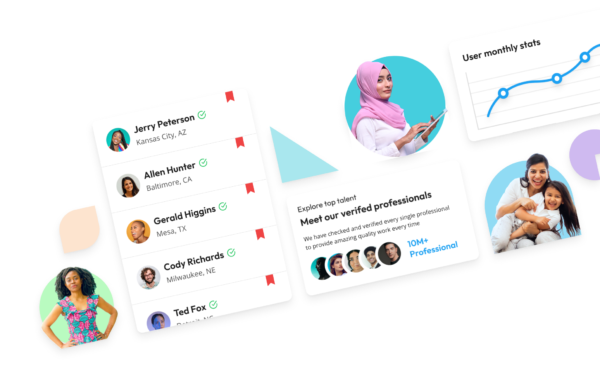 Jerry Peterson
Kansas City, AZ
Allen Hunter
Baltimore, CA
Gerald Higgins
Mesa, TX
Cody Richards
Milwaukee, NE
Ted Fox
Explore top talent
Meet our verifed professionals
We have checked and verified every single professional
to provide amazing quality work every time
10M+
Professional
User monthly stats